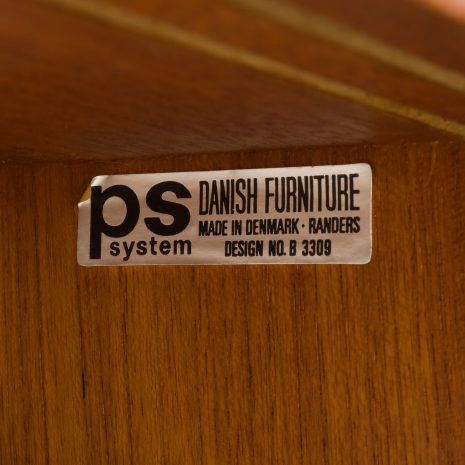 ps
system
DANISH FURNITURE
MADE IN DENMARK · RANDERS
DESIGN NO. B 3309